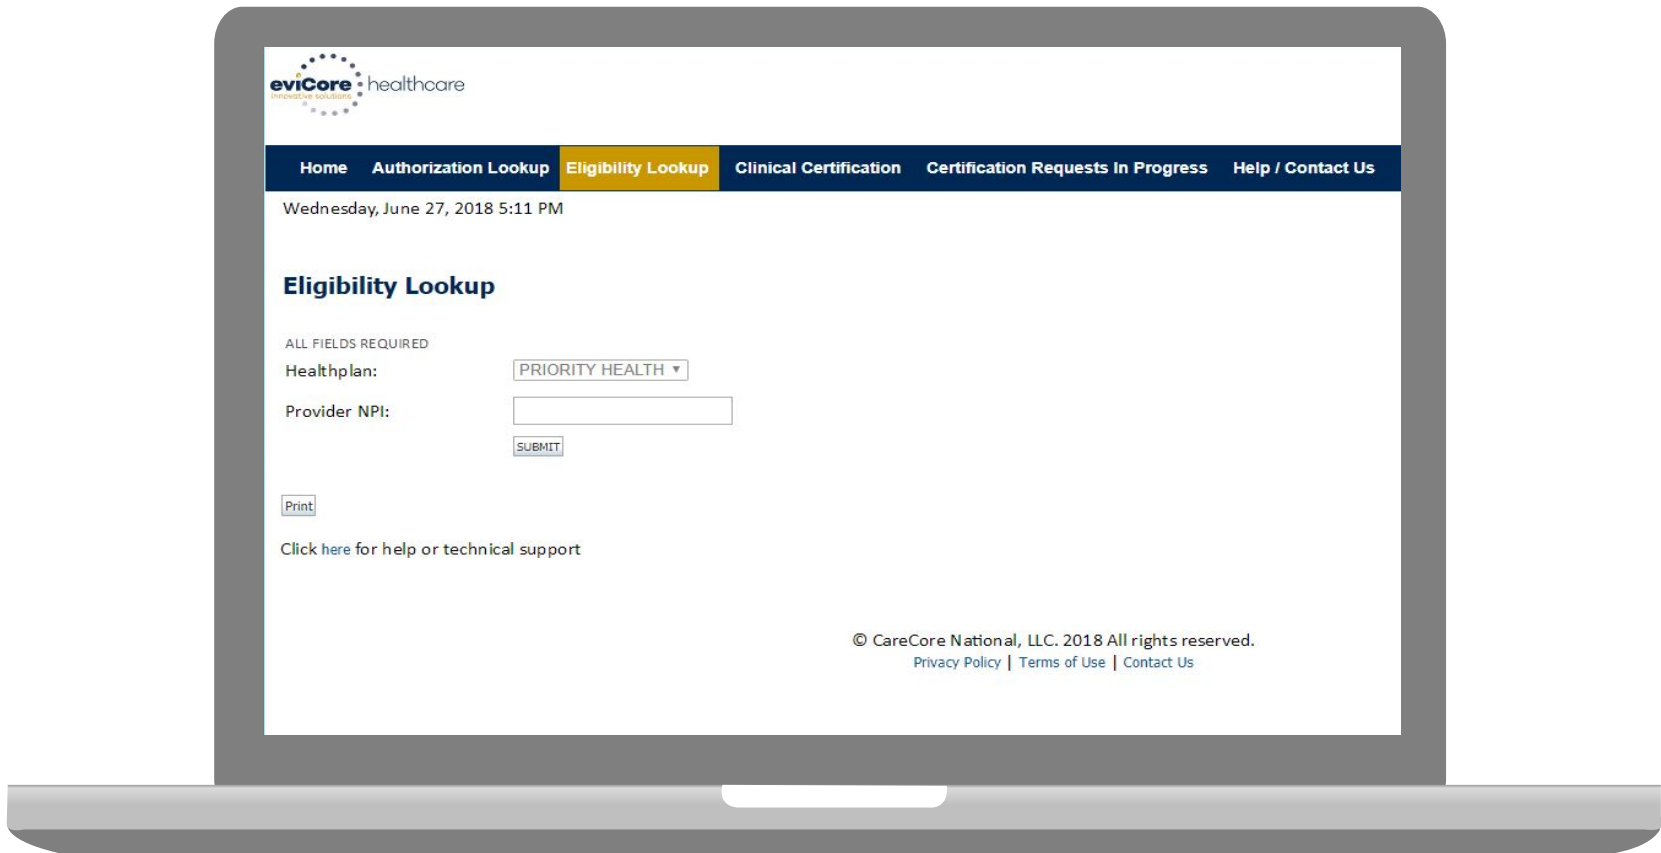 eviCore healthcare
innovative solutions
Home Authorization Lookup Eligibility Lookup Clinical Certification Certification Requests In Progress Help / Contact Us
Wednesday, June 27, 2018 5:11 PM
Eligibility Lookup
ALL FIELDS REQUIRED
Healthplan: PRIORITY HEALTH
Provider NPI:
SUBMIT
Print
Click here for help or technical support
© CareCore National, LLC. 2018 All rights reserved.
Privacy Policy | Terms of Use | Contact Us